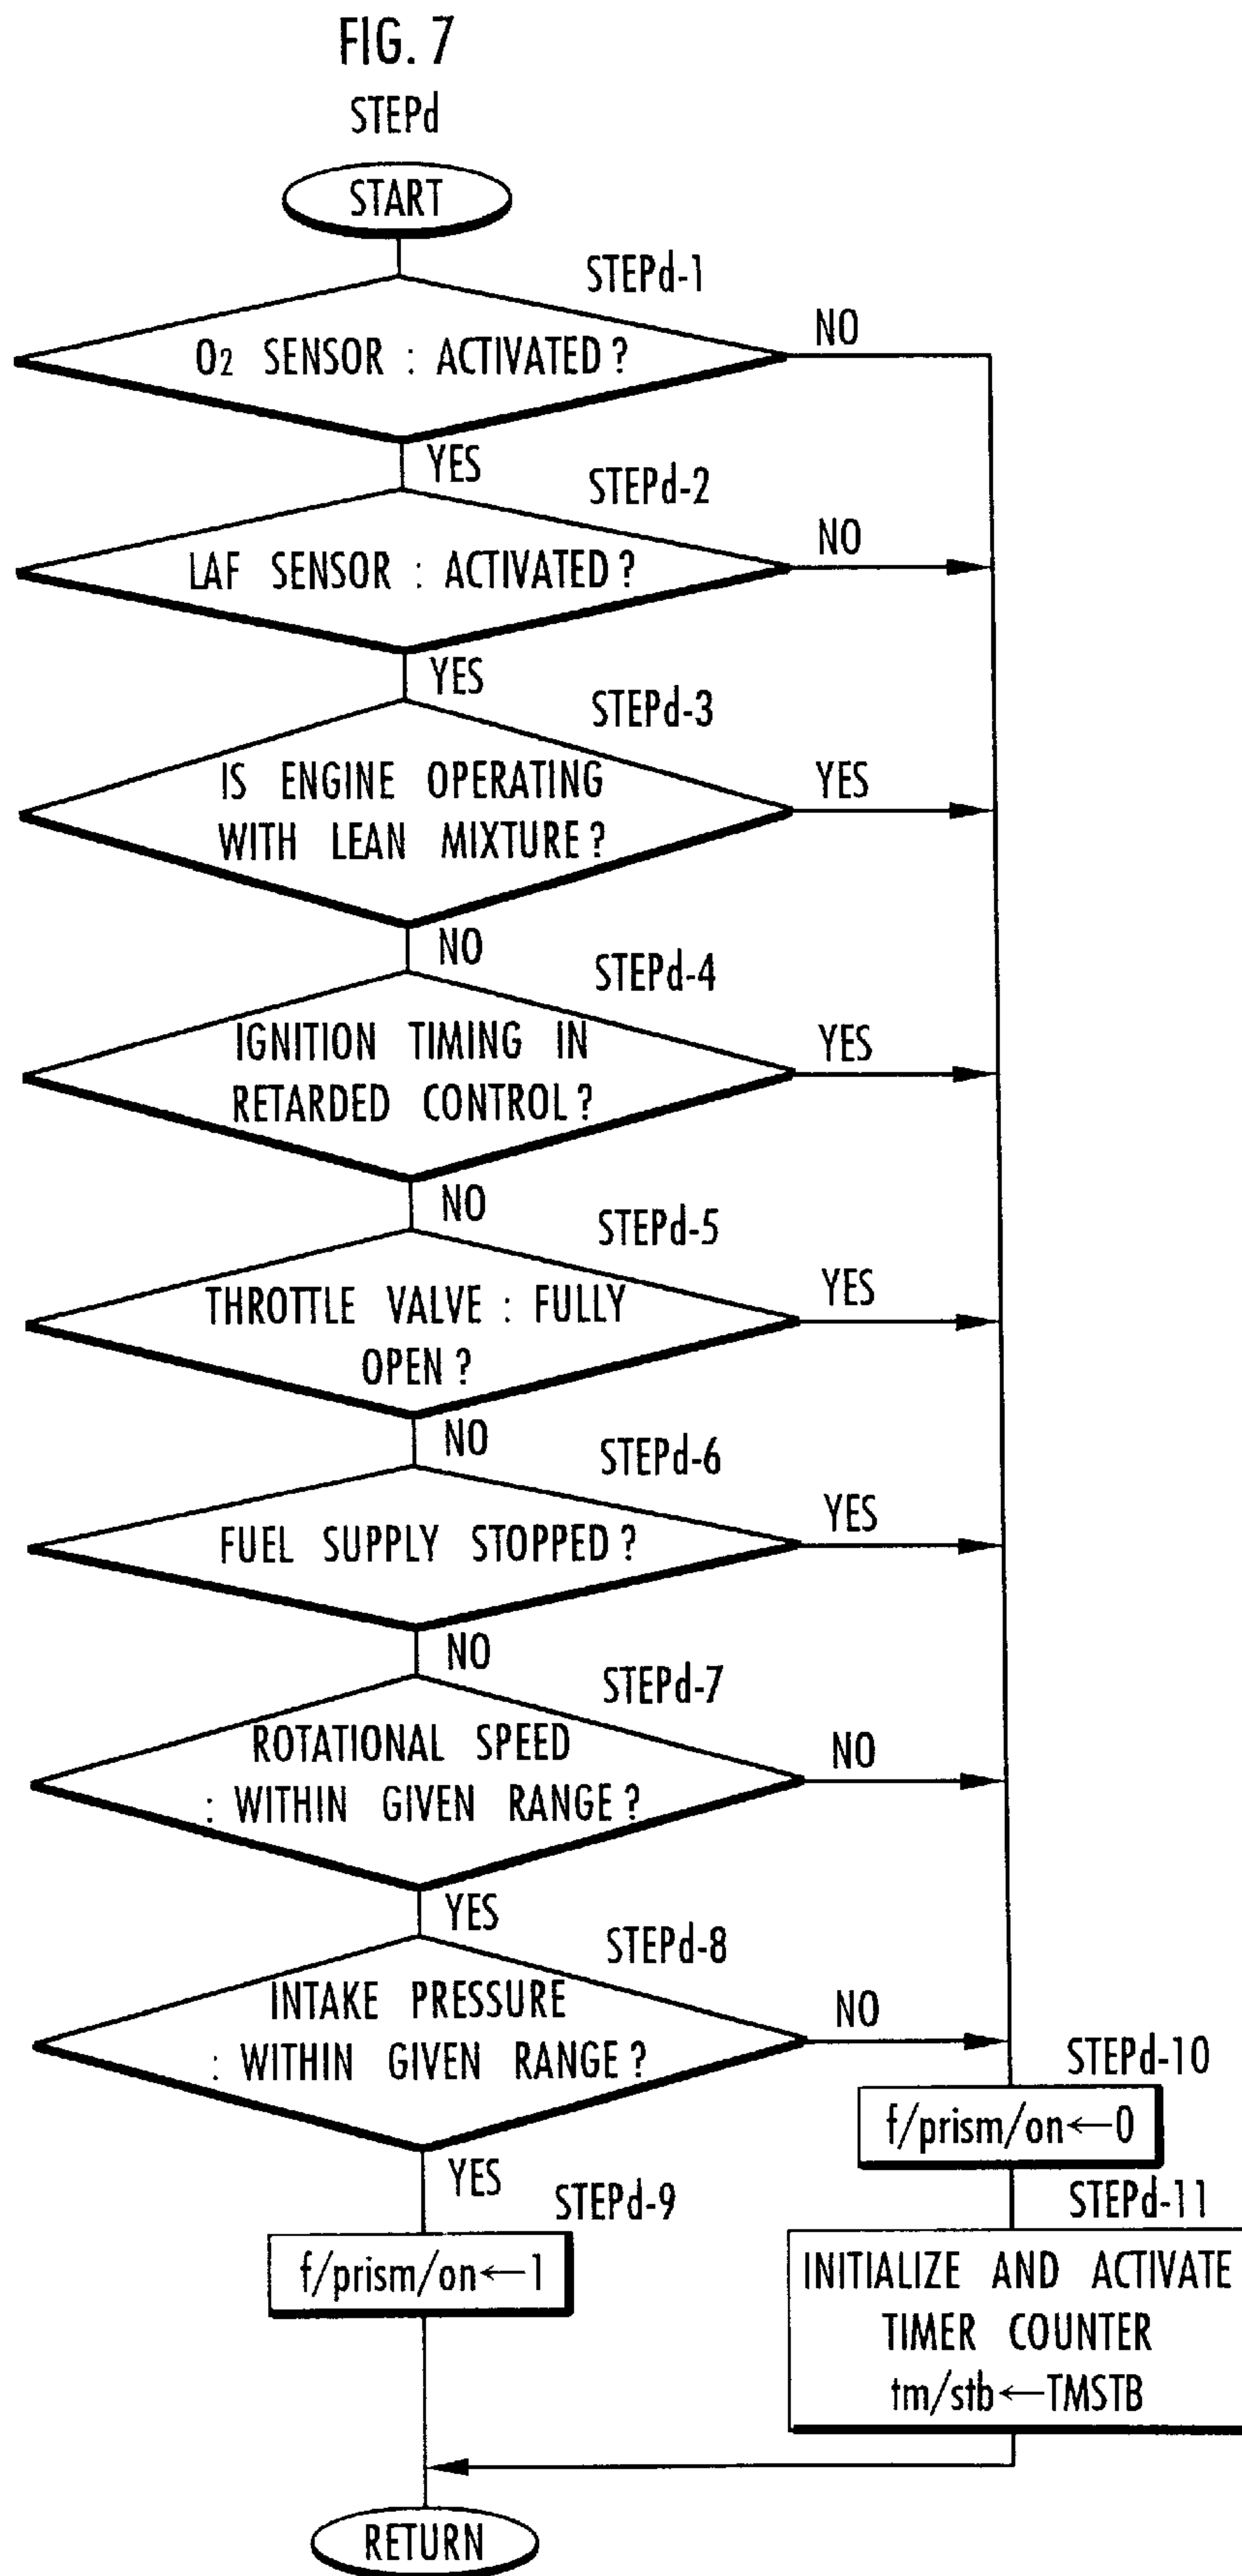 FIG. 7
STEPd
START
STEPd-1
O2 SENSOR : ACTIVATED?
NO
YES
STEPd-2
LAF SENSOR : ACTIVATED?
NO
YES
STEPd-3
IS ENGINE OPERATING
WITH LEAN MIXTURE?
YES
NO
STEPd-4
IGNITION TIMING IN
RETARDED CONTROL?
YES
NO
STEPd-5
THROTTLE VALVE : FULLY
OPEN?
YES
NO
STEPd-6
FUEL SUPPLY STOPPED?
YES
NO
STEPd-7
ROTATIONAL SPEED
: WITHIN GIVEN RANGE?
NO
YES
STEPd-8
INTAKE PRESSURE
: WITHIN GIVEN RANGE?
NO
YES
STEPd-9
f/prism/on←1
STEPd-10
f/prism/on←0
STEPd-11
INITIALIZE AND ACTIVATE
TIMER COUNTER
tm/stb←TMSTB
RETURN